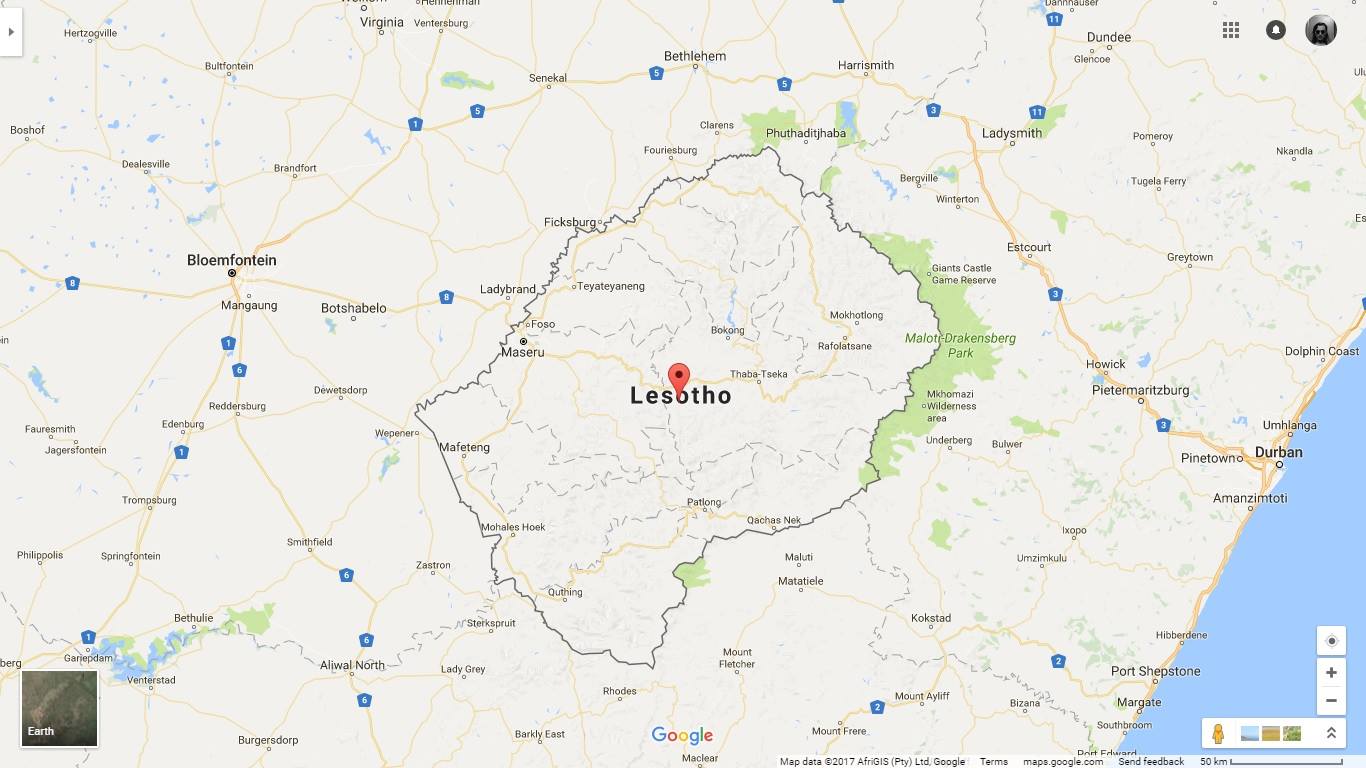 Hertzogville
Virginia
Hennenman
Ventersburg
Dannhauser
11
Dundee
Glencoe
Bultfontein
Senekal
Bethlehem
5
5
Harrismith
5
1
3
11
Boshof
Clarens
Phuthaditjhaba
Ladysmith
Pomeroy
Nkandla
Dealesville
Brandfort
Fouriesburg
Bergville
Winterton
Tugela Ferry
Ficksburg
Bloemfontein
Estcourt
Greytown
8
Mangaung
Botshabelo
8
Ladybrand
Teyateyaneng
Giants Castle
Game Reserve
3
Foso
Maseru
Bokong
Mokhotlong
Rafolatsane
Maloti-Drakensberg
Park
1
6
Dolphin Coast
Howick
Pietermaritzburg
Dewetsdorp
Thaba-Tseka
Lesotho
Mkhomazi
Wilderness
area
Reddersburg
Fauresmith
Jagersfontein
Edenburg
Wepener
Mafeteng
Underberg
Bulwer
3
Umhlanga
Pinetown
Durban
1
Trompsburg
Patlong
Amanzimtoti
Mohales Hoek
Qachas Nek
Ixopo
Philippolis
Springfontein
Smithfield
Zastron
Maluti
Matatiele
Umzimkulu
6
Quthing
Bethulie
Sterkspruit
Kokstad
Hibberdene
1
Gariepdam
6
Aliwal North
Lady Grey
Mount
Fletcher
2
Port Shepstone
Venterstad
6
Rhodes
Mount Ayliff
Bizana
Margate
2
Southbroom
Earth
Burgersdorp
Barkly East
Google
Mount Frere
Maclear
Port Edward
Map data ©2017 AfriGIS (Pty) Ltd, Google
Terms
maps.google.com
Send feedback
50 km